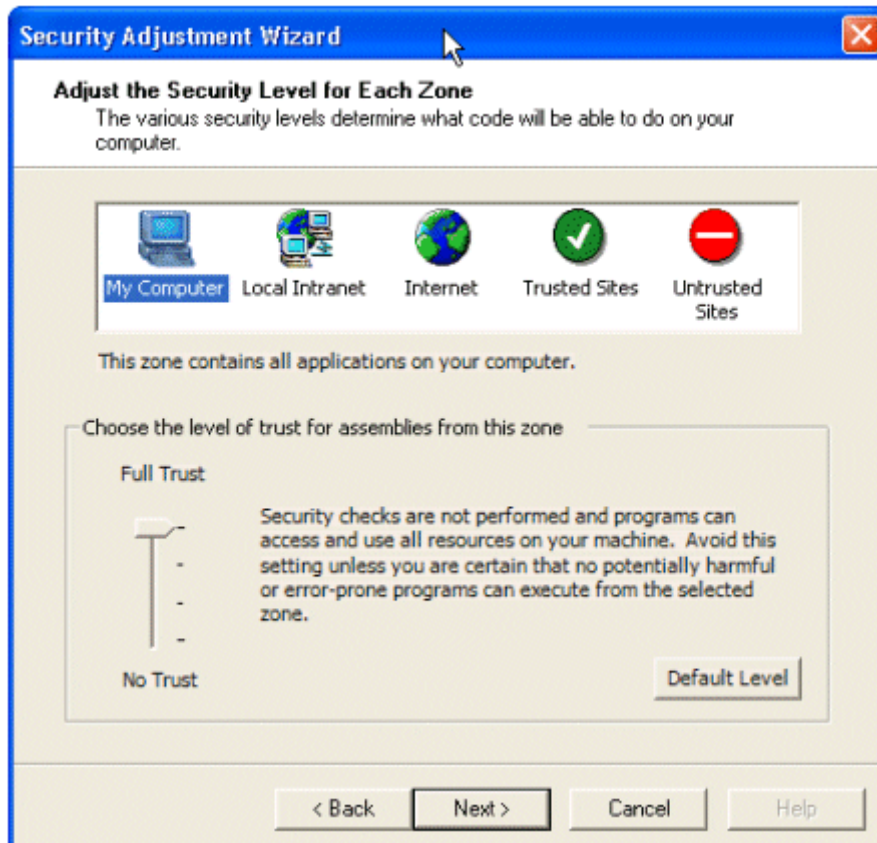 Security Adjustment Wizard
Adjust the Security Level for Each Zone
The various security levels determine what code will be able to do on your
computer.
My Computer Local Intranet Internet Trusted Sites Untrusted
Sites
This zone contains all applications on your computer.
Choose the level of trust for assemblies from this zone
Full Trust
Security checks are not performed and programs can
access and use all resources on your machine. Avoid this
setting unless you are certain that no potentially harmful
or error-prone programs can execute from the selected
zone.
No Trust
Default Level
< Back Next > Cancel Help